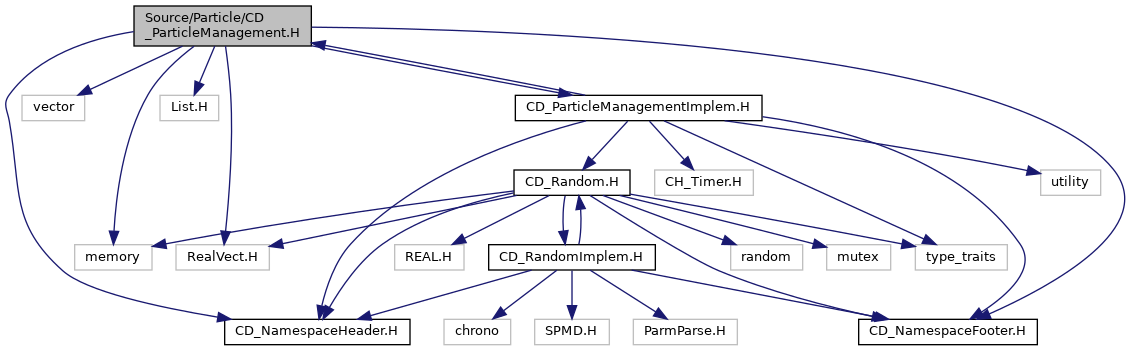 Source/Particle/CD
_ParticleManagement.H
vector
List.H
CD_ParticleManagementImplem.H
CD_Random.H
CH_Timer.H
utility
memory
RealVect.H
REAL.H
CD_RandomImplem.H
random
mutex
type_traits
CD_NamespaceHeader.H
chrono
SPMD.H
ParmParse.H
CD_NamespaceFooter.H